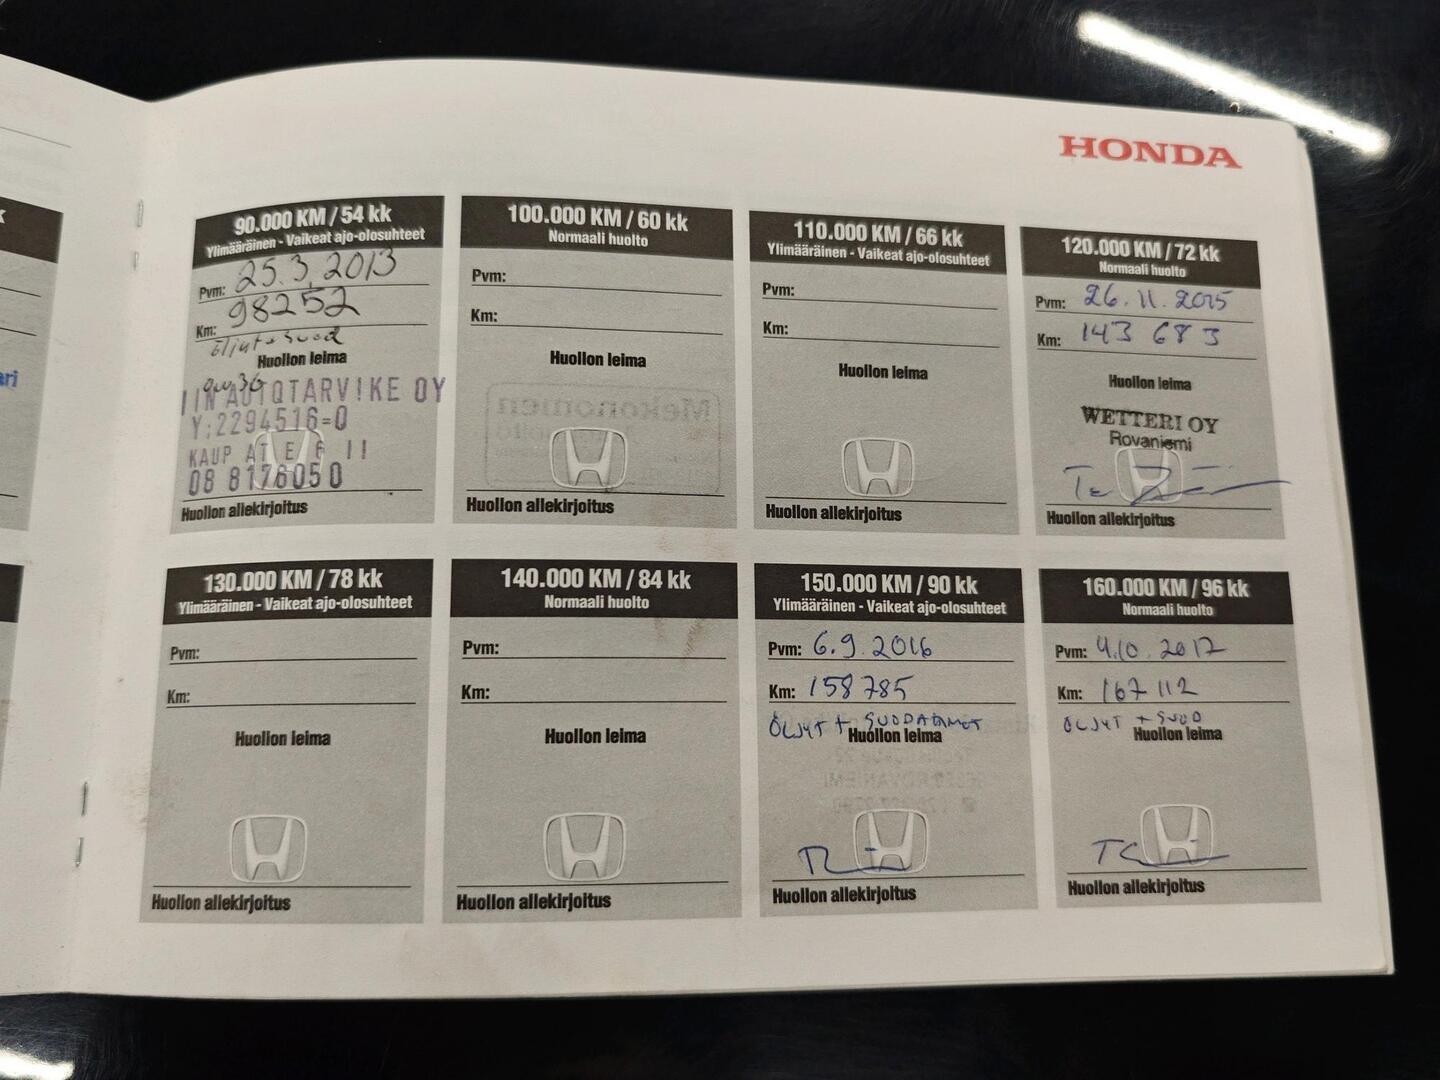 HONDA
90.000 KM / 54 kk
Ylimääräinen - Vaikeat ajo-olosuhteet
Pvm: 25.3.2013
Km: 98252
öljyt + suod
Huollon leima
IIN AUTOTARVIKE OY
Y:2294516=0
KAUP AT E 6 II
08 8176050
Huollon allekirjoitus
100.000 KM / 60 kk
Normaali huolto
Pvm:
Km:
Huollon leima
Mekonomen
Huollon allekirjoitus
110.000 KM / 66 kk
Ylimääräinen - Vaikeat ajo-olosuhteet
Pvm:
Km:
Huollon leima
Huollon allekirjoitus
120.000 KM / 72 kk
Normaali huolto
Pvm: 26.11.2015
Km: 143 683
Huollon leima
WETTERI OY
Rovaniemi
Huollon allekirjoitus
130.000 KM / 78 kk
Ylimääräinen - Vaikeat ajo-olosuhteet
Pvm:
Km:
Huollon leima
Huollon allekirjoitus
140.000 KM / 84 kk
Normaali huolto
Pvm:
Km:
Huollon leima
Huollon allekirjoitus
150.000 KM / 90 kk
Ylimääräinen - Vaikeat ajo-olosuhteet
Pvm: 6.9.2016
Km: 158785
ÖLJYT + SUODATTIMET
Huollon leima
Huollon allekirjoitus
160.000 KM / 96 kk
Normaali huolto
Pvm: 4.10.2017
Km: 167 112
ÖLJYT + SUOD
Huollon leima
Huollon allekirjoitus